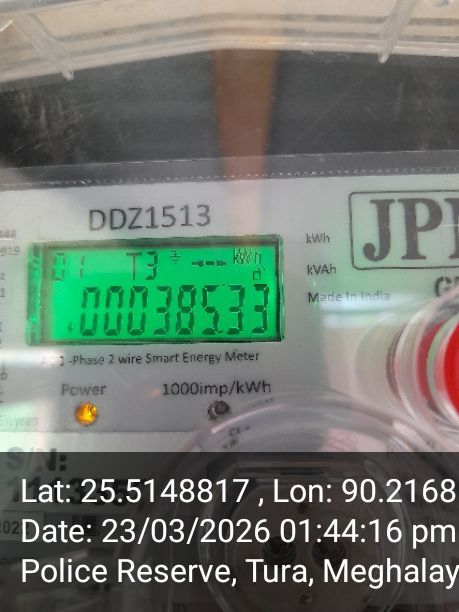 DDZ1513
01 T3 kWh
00038533
AC 1-Phase 2 wire Smart Energy Meter
Power 1000imp/kWh
kWh
kVAh
Made In India
JP
S/N:
Lat: 25.5148817 , Lon: 90.2168
Date: 23/03/2026 01:44:16 pm
Police Reserve, Tura, Meghalay